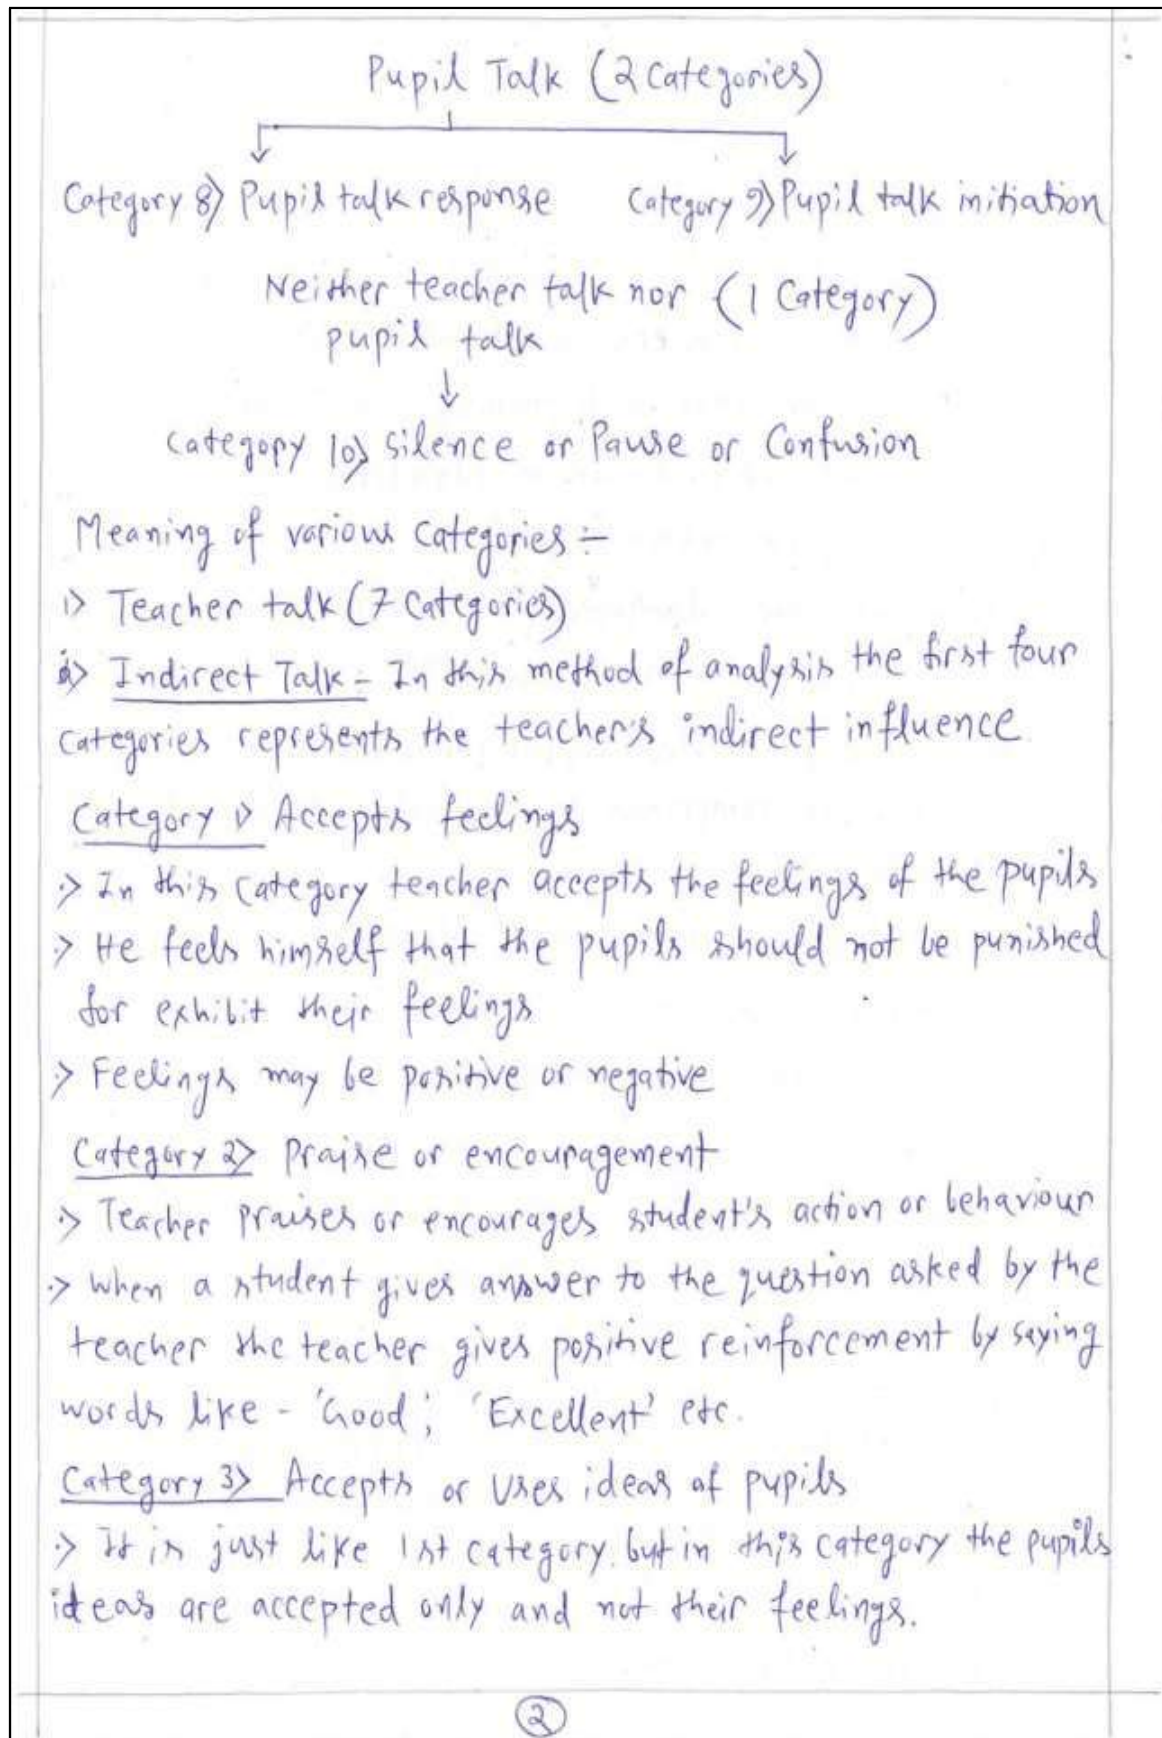 Pupil Talk (2 Categories)
Category 8) Pupil talk response Category 9) Pupil talk initiation
Neither teacher talk nor (1 Category)
pupil talk
Category 10) Silence or Pause or Confusion
Meaning of various Categories :-
1) Teacher talk (7 Categories)
a) Indirect Talk - In this method of analysis the first four
categories represents the teacher's indirect influence.
Category 1) Accepts feelings
:> In this category teacher accepts the feelings of the pupils
:> He feels himself that the pupils should not be punished
for exhibit their feelings
:> Feelings may be positive or negative
Category 2) Praise or encouragement
:> Teacher praises or encourages student's action or behaviour
:> when a student gives answer to the question asked by the
teacher the teacher gives positive reinforcement by saying
words like - 'Good', 'Excellent' etc.
Category 3) Accepts or Uses ideas of pupils
:> It is just like 1st category. but in this category the pupils
ideas are accepted only and not their feelings.
2